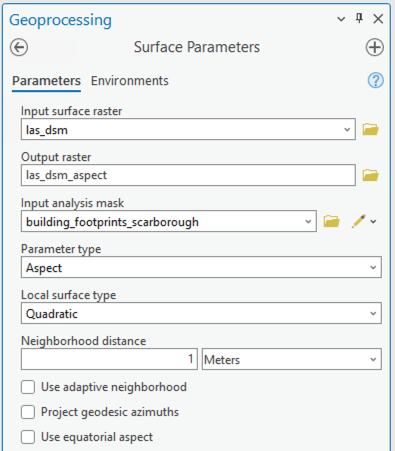 Geoprocessing
Surface Parameters
Parameters Environments
Input surface raster
las_dsm
Output raster
las_dsm_aspect
Input analysis mask
building_footprints_scarborough
Parameter type
Aspect
Local surface type
Quadratic
Neighborhood distance
1 Meters
Use adaptive neighborhood
Project geodesic azimuths
Use equatorial aspect